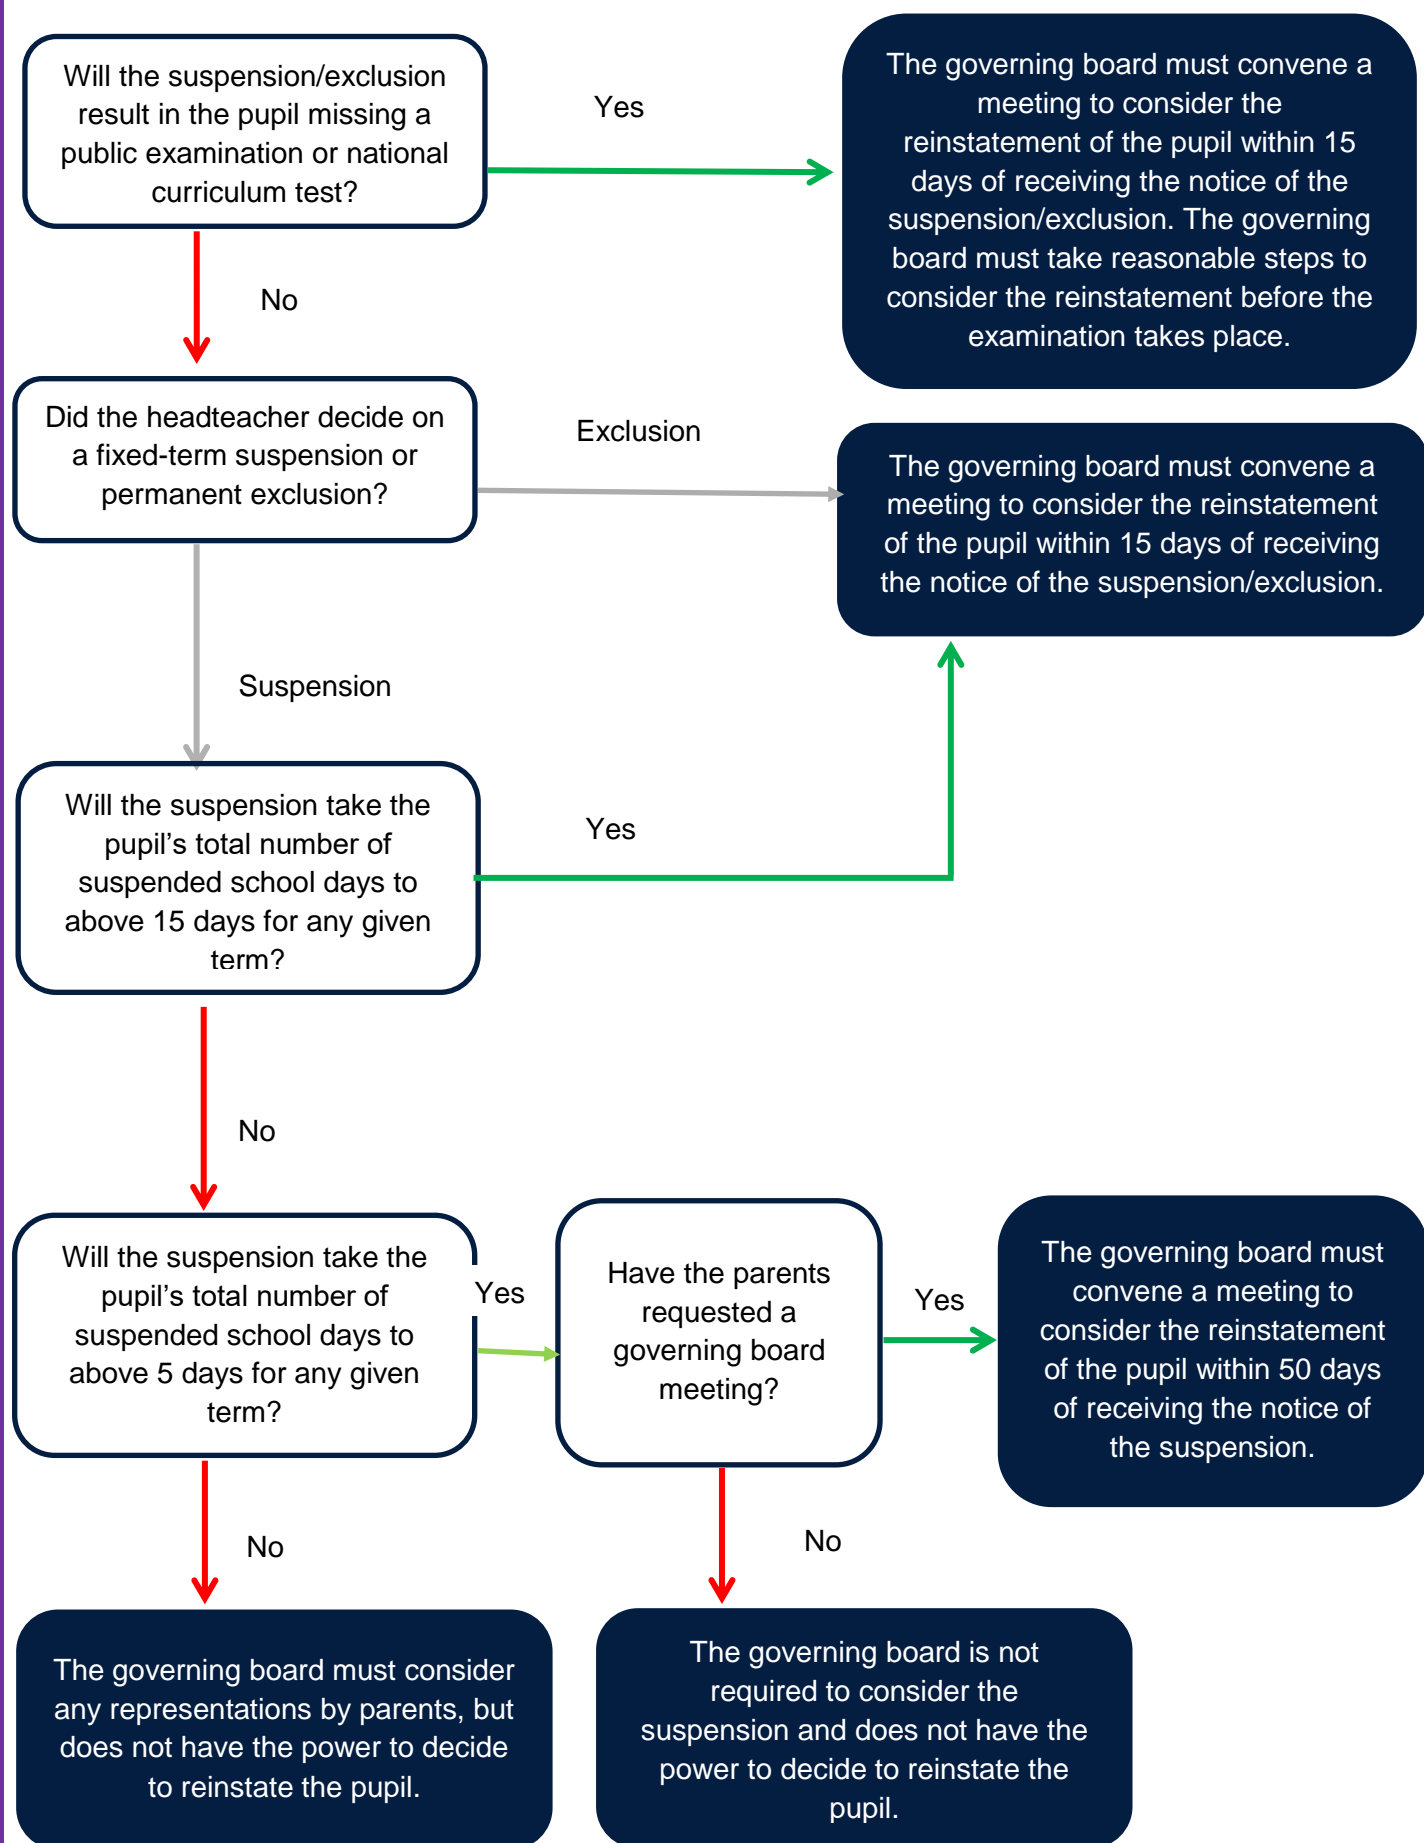 Will the suspension/exclusion
result in the pupil missing a
public examination or national
curriculum test?
Yes
The governing board must convene a
meeting to consider the
reinstatement of the pupil within 15
days of receiving the notice of the
suspension/exclusion. The governing
board must take reasonable steps to
consider the reinstatement before the
examination takes place.
No
Did the headteacher decide on
a fixed-term suspension or
permanent exclusion?
Exclusion
The governing board must convene a
meeting to consider the reinstatement
of the pupil within 15 days of receiving
the notice of the suspension/exclusion.
Suspension
Will the suspension take the
pupil’s total number of
suspended school days to
above 15 days for any given
term?
Yes
No
Will the suspension take the
pupil’s total number of
suspended school days to
above 5 days for any given
term?
Yes
Have the parents
requested a
governing board
meeting?
Yes
The governing board must
convene a meeting to
consider the reinstatement
of the pupil within 50 days
of receiving the notice of
the suspension.
No
No
The governing board must consider
any representations by parents, but
does not have the power to decide
to reinstate the pupil.
The governing board is not
required to consider the
suspension and does not have the
power to decide to reinstate the
pupil.